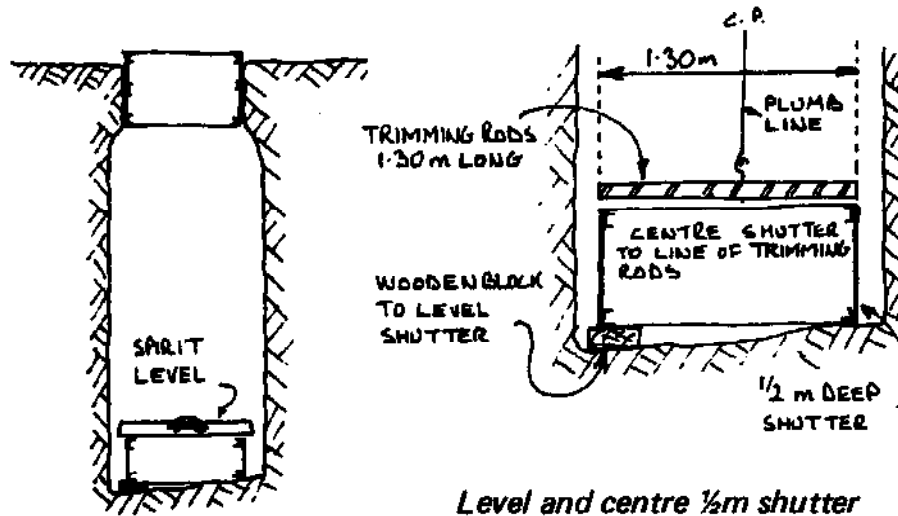 C.P.
1.30m
PLUMB
LINE
TRIMMING RODS
1.30 m LONG
CENTRE SHUTTER
TO LINE OF TRIMMING
RODS
WOODEN BLOCK
TO LEVEL
SHUTTER
SPIRIT
LEVEL
1/2 m DEEP
SHUTTER
Level and centre ½m shutter